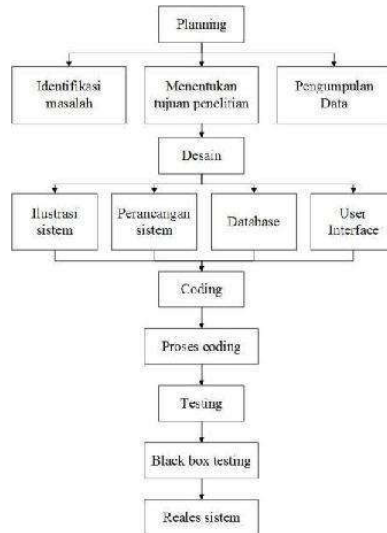 Planning
Identifikasi
masalah
Menentukan
tujuan penelitian
Pengumpulan
Data
Desain
Ilustrasi
sistem
Perancangan
sistem
Database
User
Interface
Coding
Proses coding
Testing
Black box testing
Reales sistem